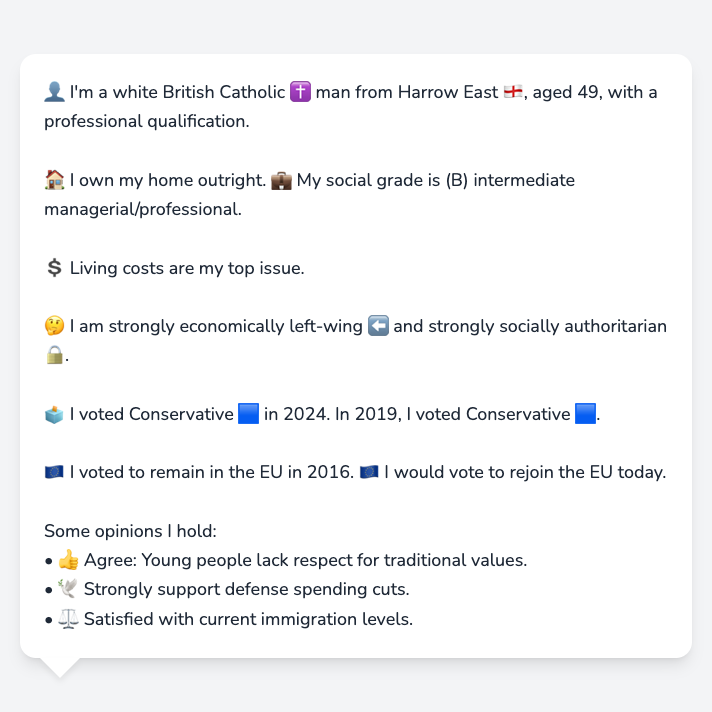 👤 I'm a white British Catholic ✝️ man from Harrow East 🏴󠁧󠁢󠁥󠁮󠁧󠁿, aged 49, with a
professional qualification.
🏠 I own my home outright. 💼 My social grade is (B) intermediate
managerial/professional.
💲 Living costs are my top issue.
🤔 I am strongly economically left-wing ⬅️ and strongly socially authoritarian
🔒.
🗳️ I voted Conservative 🟦 in 2024. In 2019, I voted Conservative 🟦.
🇪🇺 I voted to remain in the EU in 2016. 🇪🇺 I would vote to rejoin the EU today.
Some opinions I hold:
• 👍 Agree: Young people lack respect for traditional values.
• 🕊️ Strongly support defense spending cuts.
• ⚖️ Satisfied with current immigration levels.